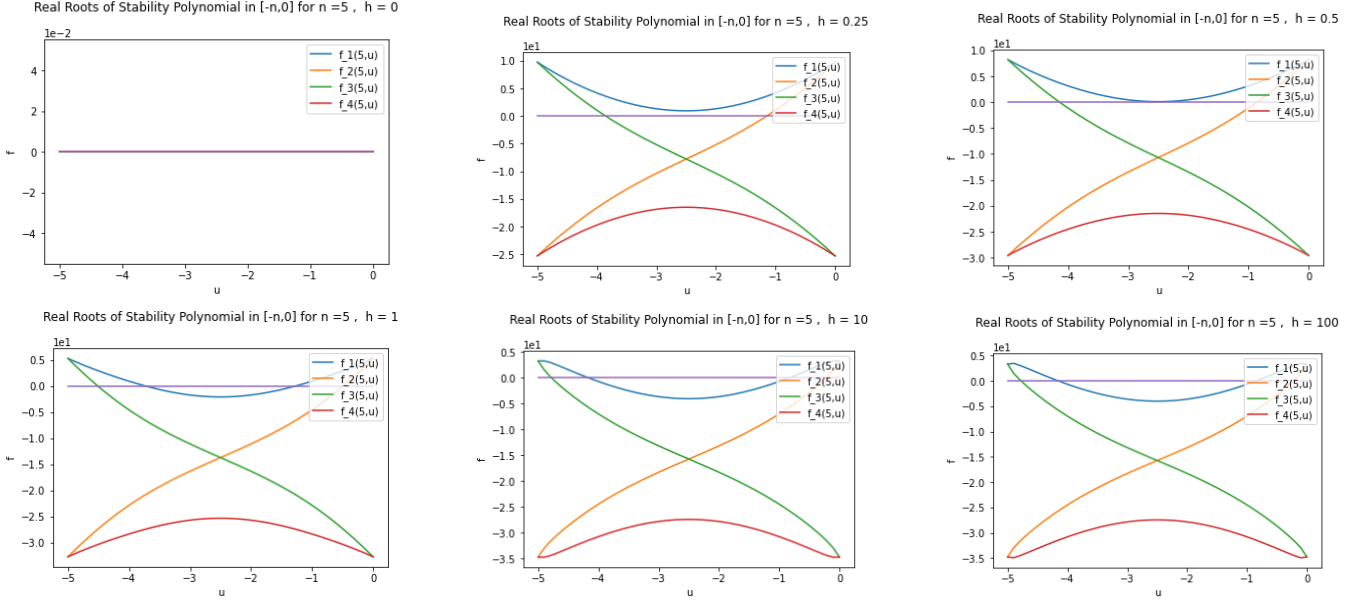 Real Roots of Stability Polynomial in [-n,0] for n =5 , h = 0
1e-2
4
2
0
−2
−4
f
−5 −4 −3 −2 −1 0
u
f_1(5,u)
f_2(5,u)
f_3(5,u)
f_4(5,u)
Real Roots of Stability Polynomial in [-n,0] for n =5 , h = 0.25
1e1
1.0
0.5
0.0
−0.5
−1.0
−1.5
−2.0
−2.5
f
−5 −4 −3 −2 −1 0
u
f_1(5,u)
f_2(5,u)
f_3(5,u)
f_4(5,u)
Real Roots of Stability Polynomial in [-n,0] for n =5 , h = 0.5
1e1
1.0
0.5
0.0
−0.5
−1.0
−1.5
−2.0
−2.5
−3.0
f
−5 −4 −3 −2 −1 0
u
f_1(5,u)
f_2(5,u)
f_3(5,u)
f_4(5,u)
Real Roots of Stability Polynomial in [-n,0] for n =5 , h = 1
1e1
0.5
0.0
−0.5
−1.0
−1.5
−2.0
−2.5
−3.0
f
−5 −4 −3 −2 −1 0
u
f_1(5,u)
f_2(5,u)
f_3(5,u)
f_4(5,u)
Real Roots of Stability Polynomial in [-n,0] for n =5 , h = 10
1e1
0.5
0.0
−0.5
−1.0
−1.5
−2.0
−2.5
−3.0
−3.5
f
−5 −4 −3 −2 −1 0
u
f_1(5,u)
f_2(5,u)
f_3(5,u)
f_4(5,u)
Real Roots of Stability Polynomial in [-n,0] for n =5 , h = 100
1e1
0.5
0.0
−0.5
−1.0
−1.5
−2.0
−2.5
−3.0
−3.5
f
−5 −4 −3 −2 −1 0
u
f_1(5,u)
f_2(5,u)
f_3(5,u)
f_4(5,u)